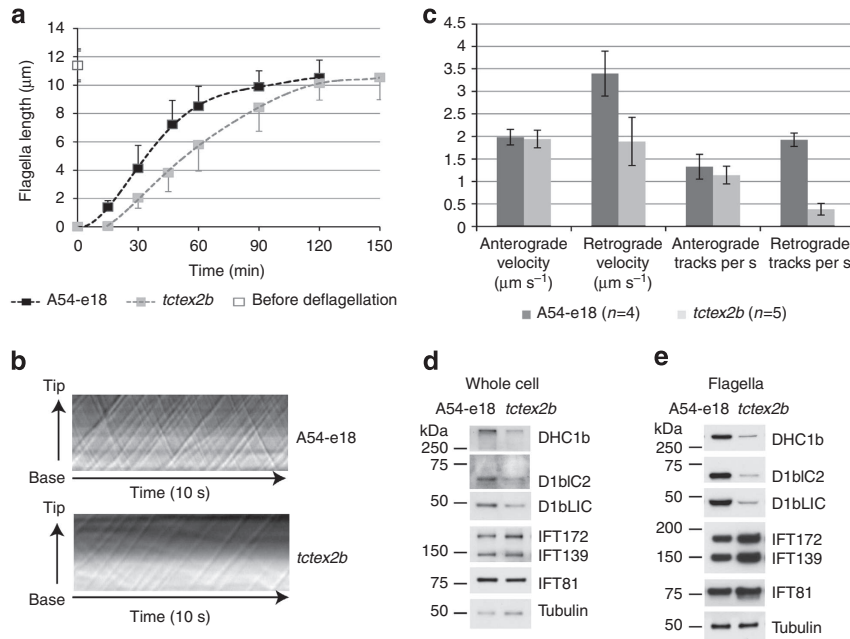 a
14
12
10
8
6
4
2
0
Flagella length (μm)
0 30 60 90 120 150
Time (min)
A54-e18 tctex2b Before deflagellation
c
4.5
4
3.5
3
2.5
2
1.5
1
0.5
0
Anterograde Retrograde Anterograde Retrograde
velocity velocity tracks per s tracks per s
(μm s⁻¹) (μm s⁻¹)
A54-e18 (n=4) tctex2b (n=5)
b
Tip
A54-e18
Base
Time (10 s)
Tip
tctex2b
Base
Time (10 s)
d
Whole cell
A54-e18 tctex2b
kDa
DHC1b
250
75
D1bIC2
50
D1bLIC
IFT172
150
IFT139
75
IFT81
50
Tubulin
e
Flagella
A54-e18 tctex2b
kDa
DHC1b
250
75
D1bIC2
50
D1bLIC
200
IFT172
150
IFT139
75
IFT81
50
Tubulin